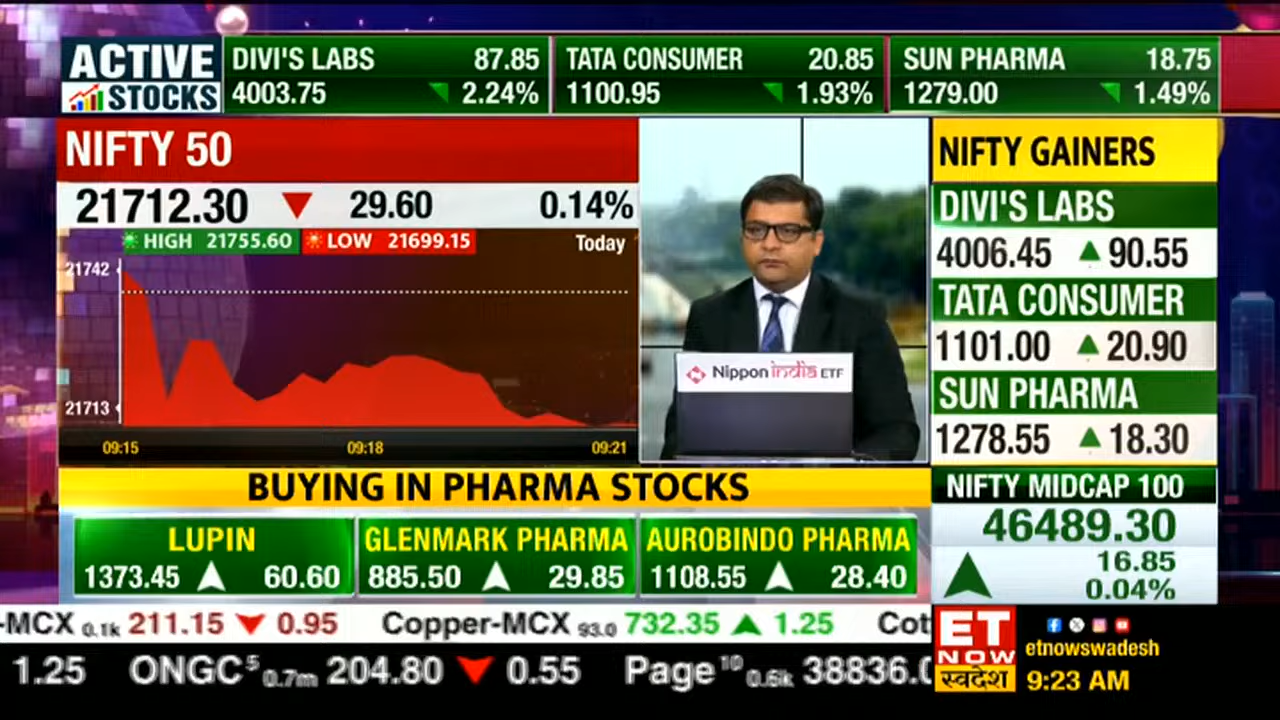 ACTIVE STOCKS
DIVI'S LABS 87.85
4003.75 2.24%
TATA CONSUMER 20.85
1100.95 1.93%
SUN PHARMA 18.75
1279.00 1.49%
NIFTY 50
21712.30 29.60 0.14%
HIGH 21755.60 LOW 21699.15 Today
21742
21713
09:15 09:18 09:21
Nippon india ETF
NIFTY GAINERS
DIVI'S LABS
4006.45 90.55
TATA CONSUMER
1101.00 20.90
SUN PHARMA
1278.55 18.30
NIFTY MIDCAP 100
46489.30
16.85
0.04%
BUYING IN PHARMA STOCKS
LUPIN
1373.45 60.60
GLENMARK PHARMA
885.50 29.85
AUROBINDO PHARMA
1108.55 28.40
-MCX 0.1k 211.15 0.95 Copper-MCX 93.0 732.35 1.25 Cot
1.25 ONGC 5 0.7m 204.80 0.55 Page 10 0.6k 38836.0
ET NOW स्वदेश
etnowswadesh
9:23 AM